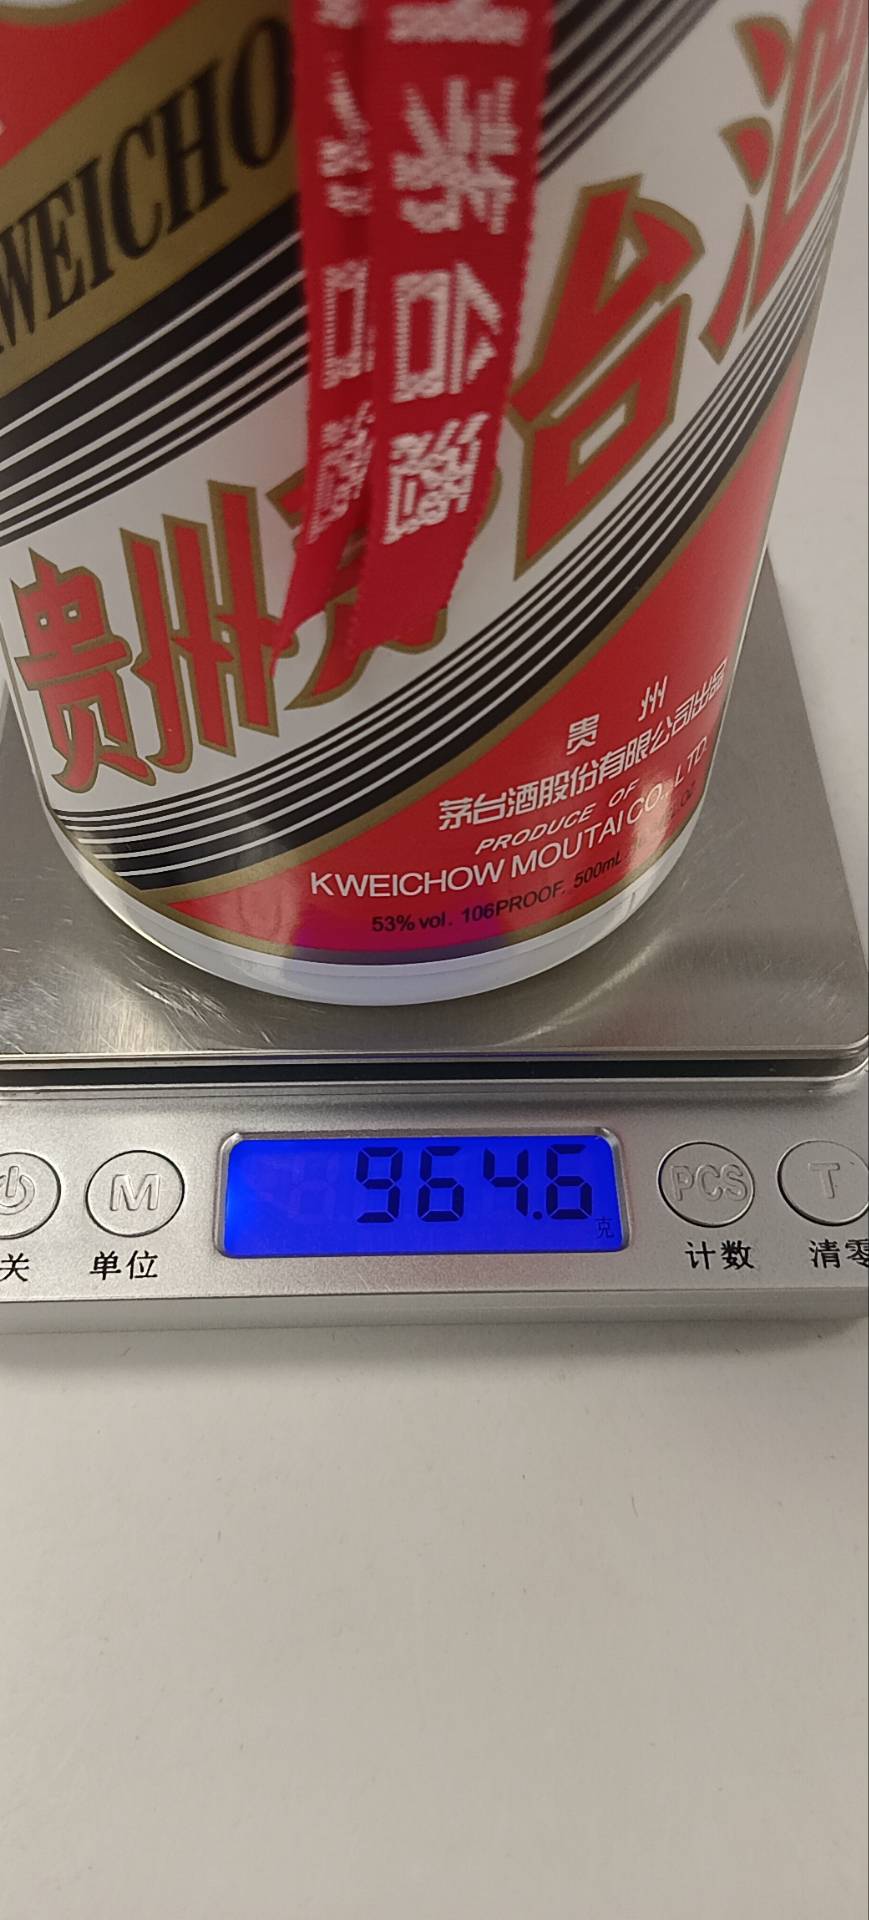 WEICHO
茅台酒
贵州茅台酒
贵 州
茅台酒股份有限公司出品
PRODUCE OF
KWEICHOW MOUTAI CO., LTD.
53%vol. 106PROOF. 500mL
964.6
克
M
PCS
T
关
单位
计数
清零